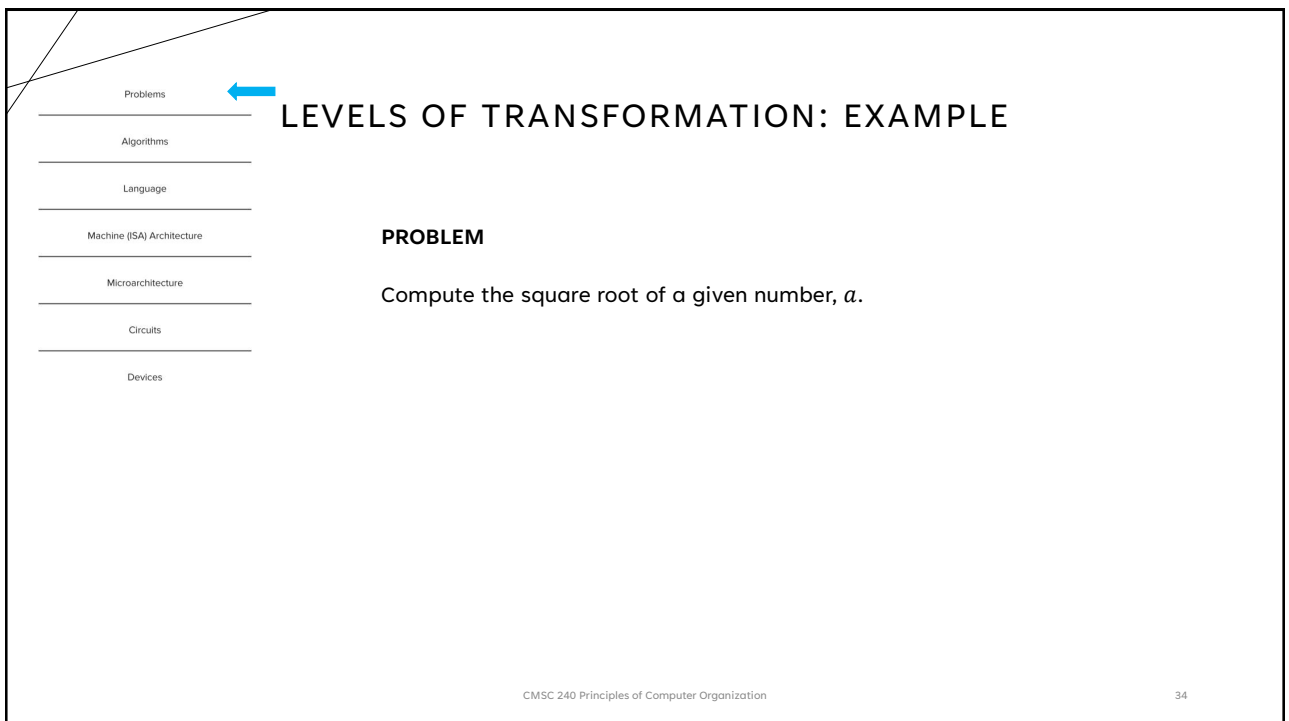 Problems
Algorithms
Language
Machine (ISA) Architecture
Microarchitecture
Circuits
Devices
LEVELS OF TRANSFORMATION: EXAMPLE
PROBLEM
Compute the square root of a given number, a.
CMSC 240 Principles of Computer Organization
34